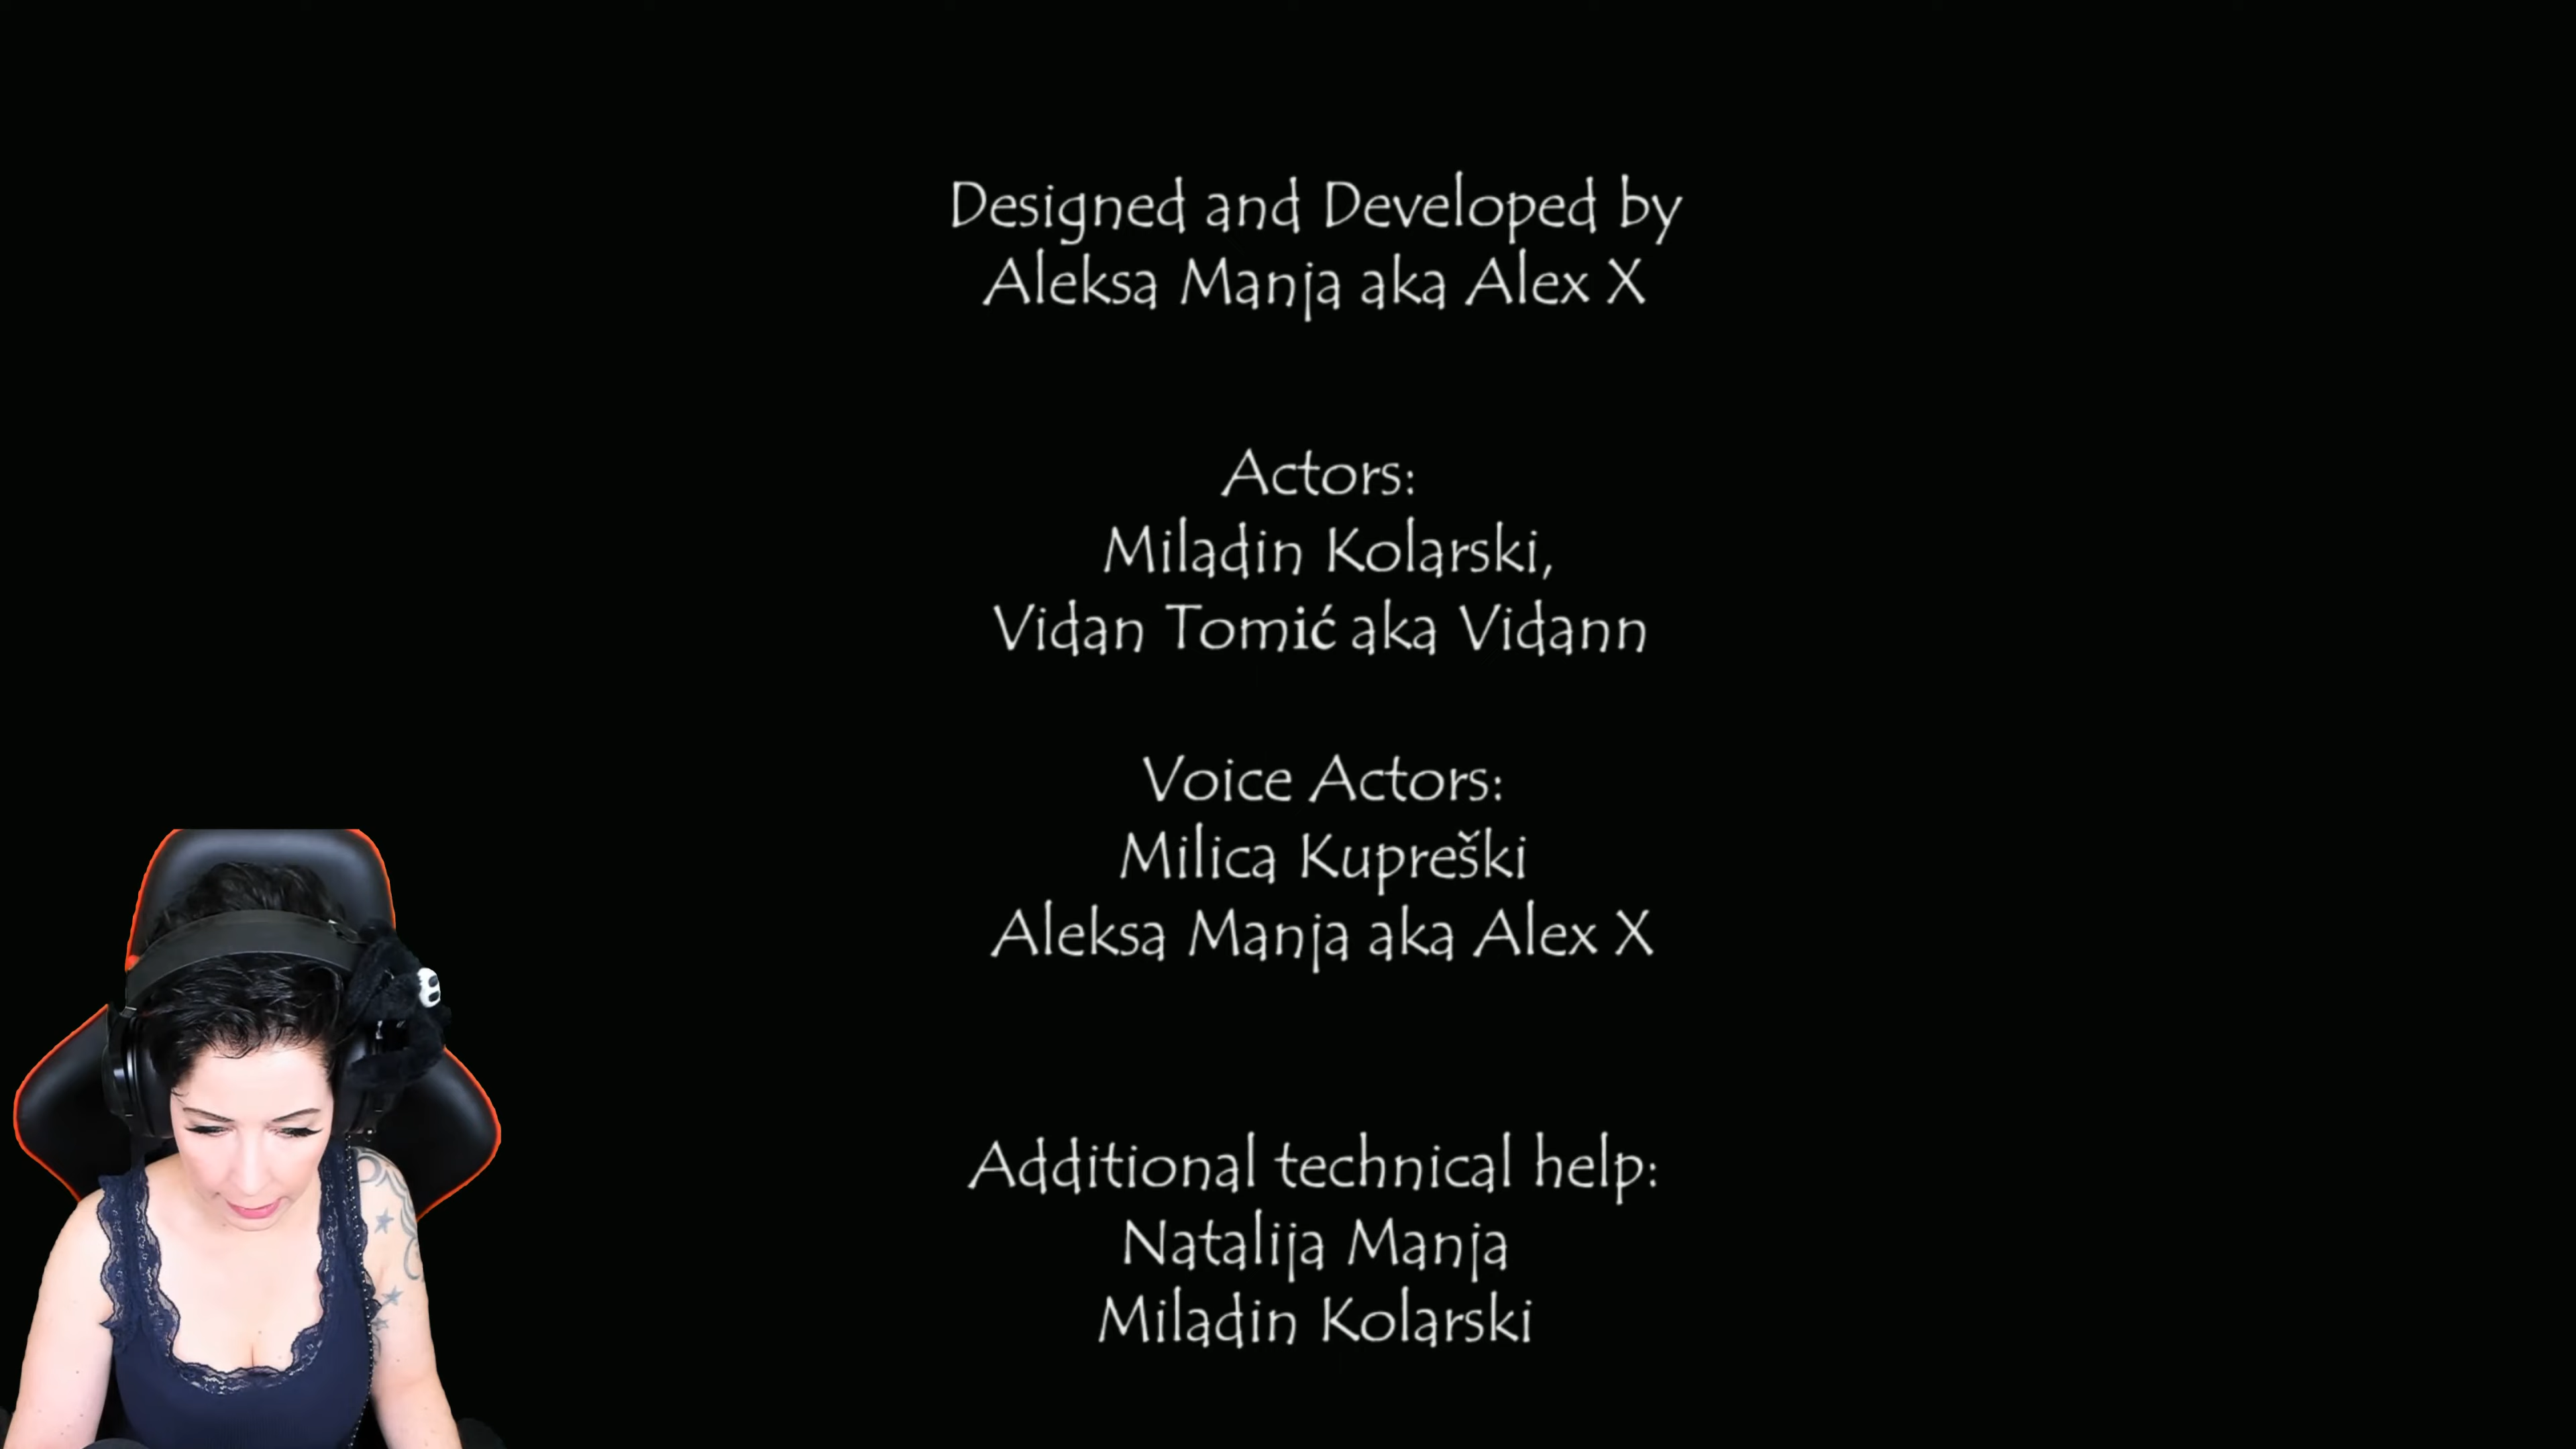 Designed and Developed by
Aleksa Manja aka Alex X
Actors:
Miladin Kolarski,
Vidan Tomić aka Vidann
Voice Actors:
Milica Kupreški
Aleksa Manja aka Alex X
Additional technical help:
Natalija Manja
Miladin Kolarski